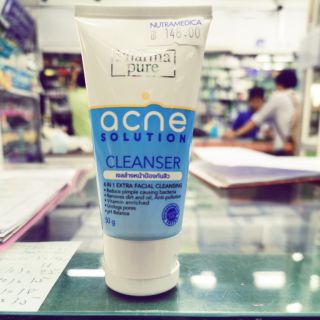 NUTRAMEDICA
฿ 148.00
Pharma
pure
acne
SOLUTION
CLEANSER
เจลล้างหน้าป้องกันสิว
6 IN 1 EXTRA FACIAL CLEANSING
• Reduce pimple causing bacteria
• Removes dirt and oil, Anti pollution
• Vitamin enriched
• Unclogs pores
• pH Balance
50 g